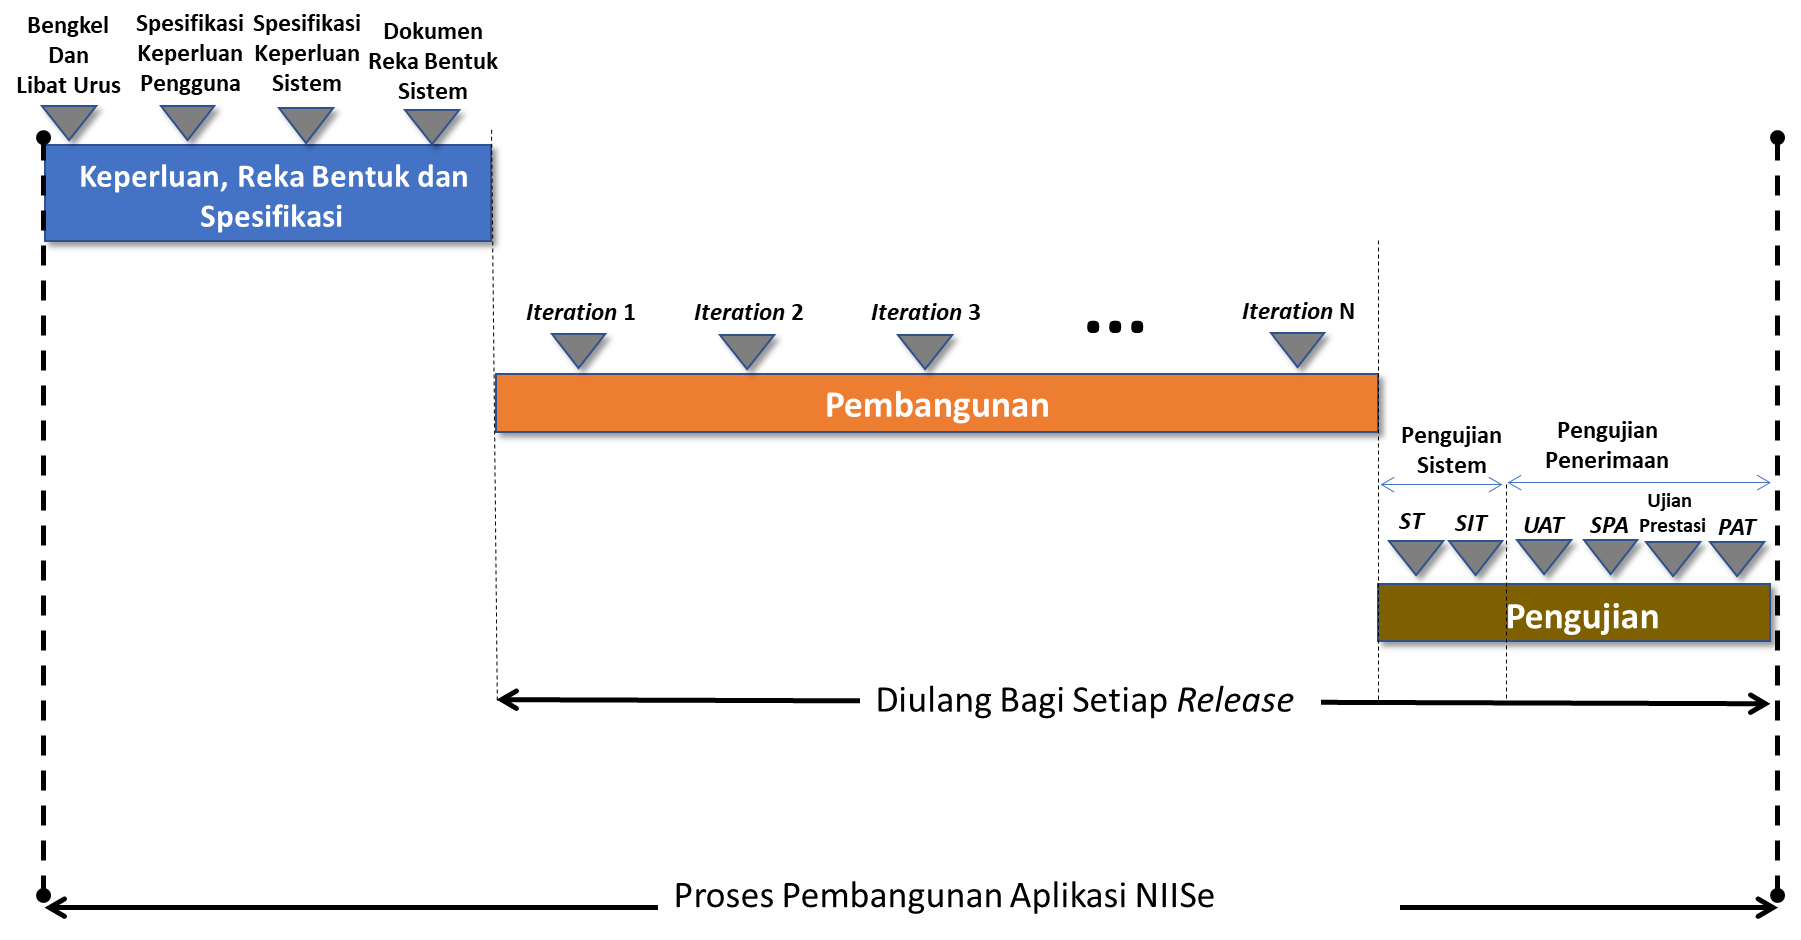 Bengkel
Dan
Libat Urus
Spesifikasi
Keperluan
Pengguna
Spesifikasi
Keperluan
Sistem
Dokumen
Reka Bentuk
Sistem
Keperluan, Reka Bentuk dan
Spesifikasi
Iteration 1
Iteration 2
Iteration 3
...
Iteration N
Pembangunan
Pengujian
Sistem
Pengujian
Penerimaan
ST
SIT
UAT
SPA
Ujian
Prestasi
PAT
Pengujian
Diulang Bagi Setiap Release
Proses Pembangunan Aplikasi NIISe